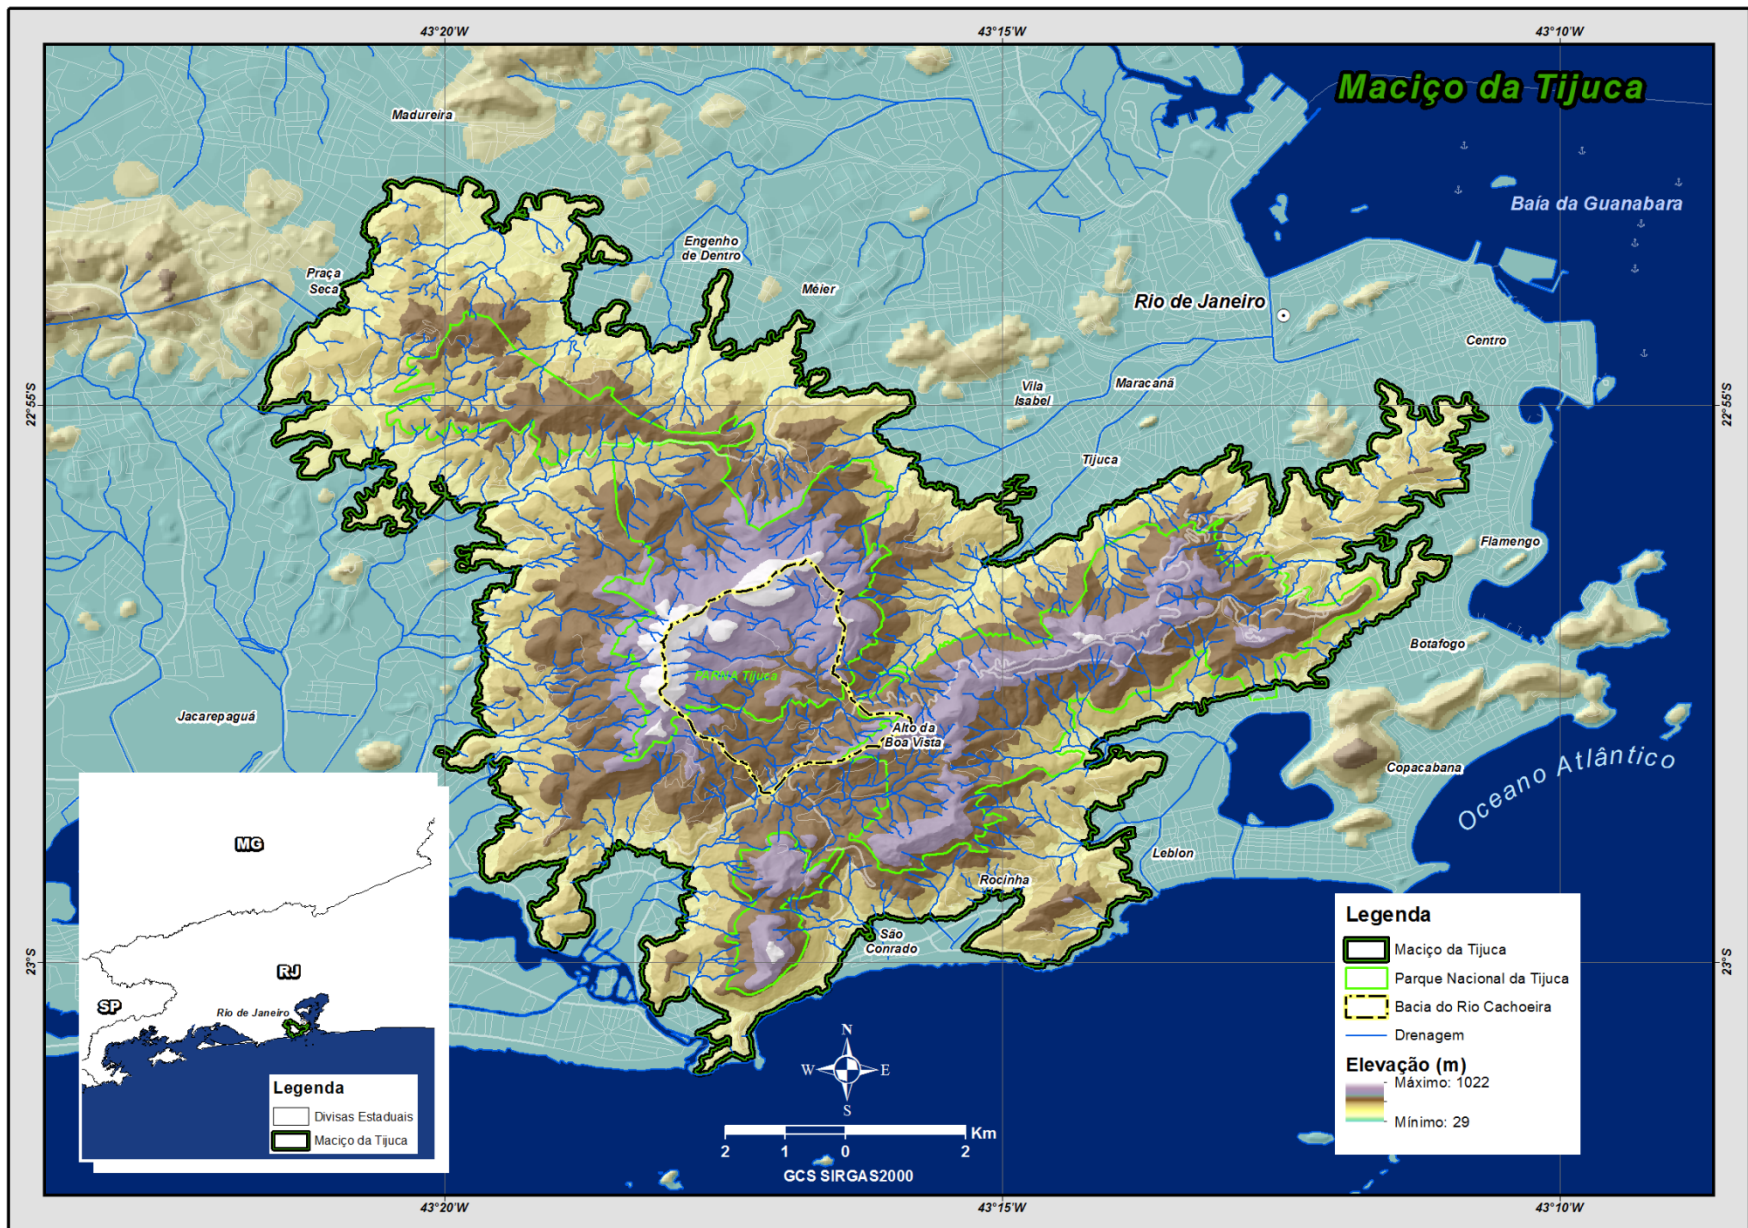 43°20'W
43°15'W
43°10'W
Maciço da Tijuca
Madureira
Baía da Guanabara
Engenho
de Dentro
Praça
Seca
Méier
Rio de Janeiro
Centro
Maracanã
Vila
Isabel
22°55'S
22°55'S
Tijuca
Flamengo
Botafogo
PARNA Tijuca
Jacarepaguá
Alto da
Boa Vista
Copacabana
Oceano Atlântico
Leblon
Rocinha
São
Conrado
23°S
23°S
MG
RJ
SP
Rio de Janeiro
Legenda
Divisas Estaduais
Maciço da Tijuca
N
W
E
S
Km
2
1
0
2
GCS SIRGAS2000
Legenda
Maciço da Tijuca
Parque Nacional da Tijuca
Bacia do Rio Cachoeira
Drenagem
Elevação (m)
Máximo: 1022
Mínimo: 29
43°20'W
43°15'W
43°10'W